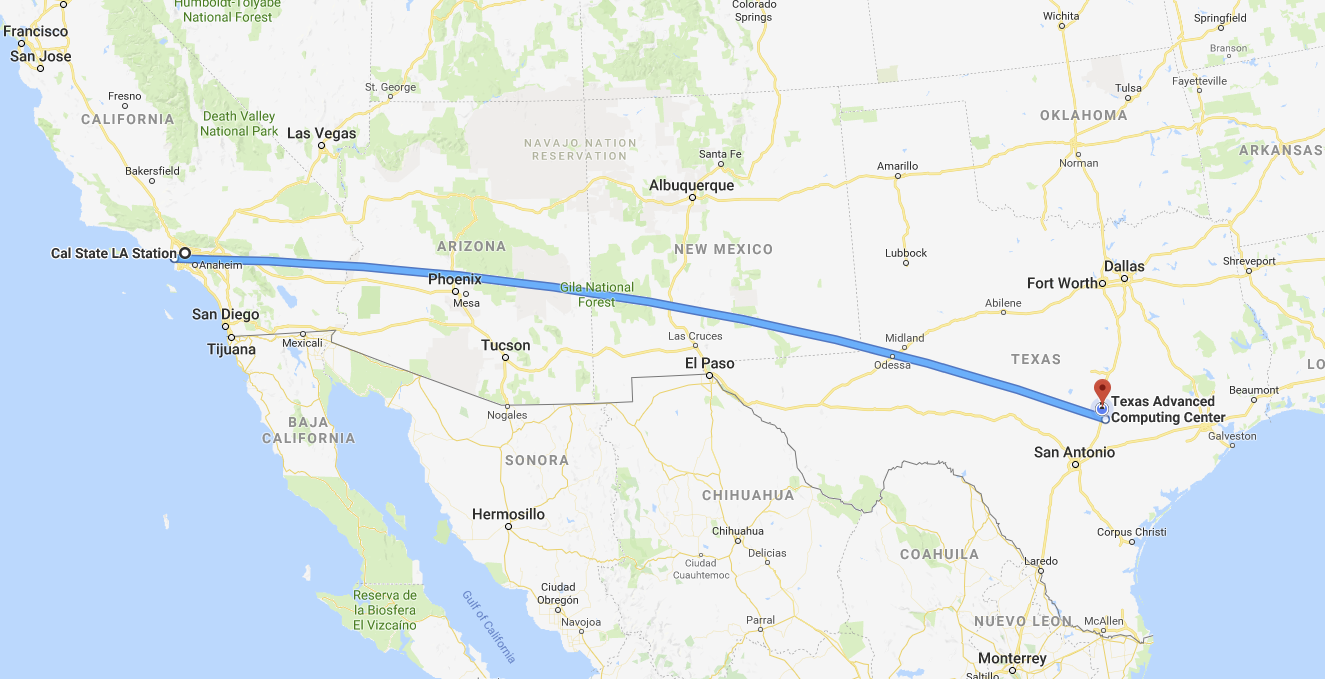 Humboldt-Toiyabe
National Forest
Colorado
Springs
Wichita
Springfield
Francisco
San Jose
Branson
St. George
Tulsa
Fayetteville
Fresno
CALIFORNIA
Death Valley
National Park
Las Vegas
OKLAHOMA
NAVAJO NATION
RESERVATION
Santa Fe
Norman
ARKANSAS
Bakersfield
Albuquerque
Amarillo
ARIZONA
NEW MEXICO
Cal State LA Station
Anaheim
Lubbock
Dallas
Shreveport
Phoenix
Mesa
Gila National
Forest
Fort Worth
Abilene
San Diego
Tijuana
Mexicali
Las Cruces
Midland
Odessa
Tucson
El Paso
TEXAS
LO
Beaumont
Texas Advanced
Computing Center
Nogales
BAJA
CALIFORNIA
Galveston
San Antonio
SONORA
CHIHUAHUA
Hermosillo
Chihuahua
Corpus Christi
Delicias
COAHUILA
Ciudad
Cuauhtemoc
Laredo
Ciudad
Obregón
Reserva de
la Biosfera
El Vizcaíno
Gulf of California
Navojoa
Parral
NUEVO LEON
McAllen
Monterrey
Saltillo